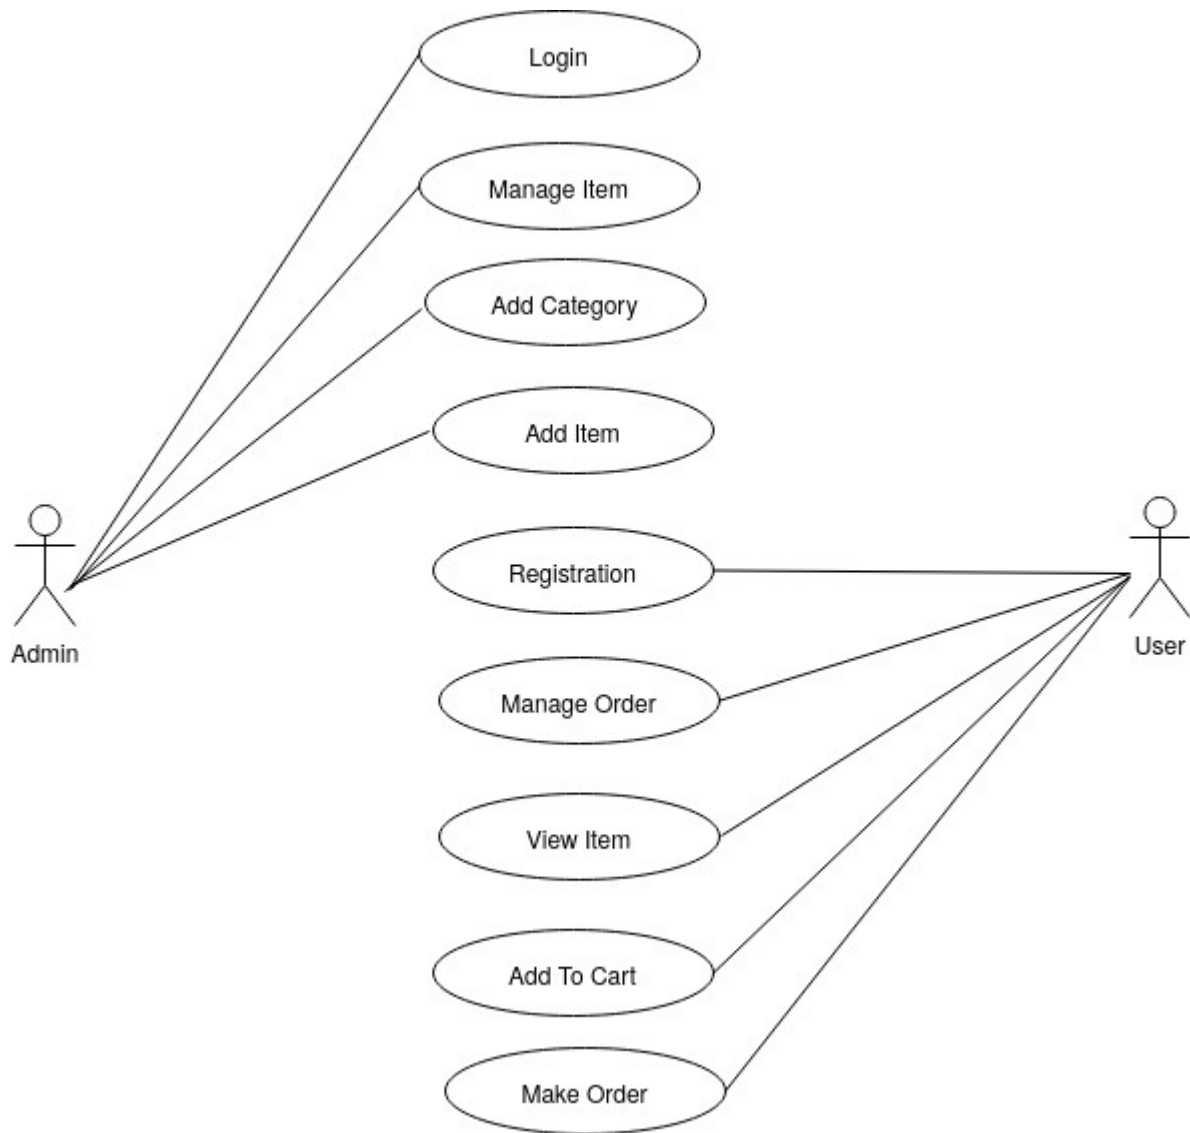 Login
Manage Item
Add Category
Add Item
Registration
Admin
User
Manage Order
View Item
Add To Cart
Make Order